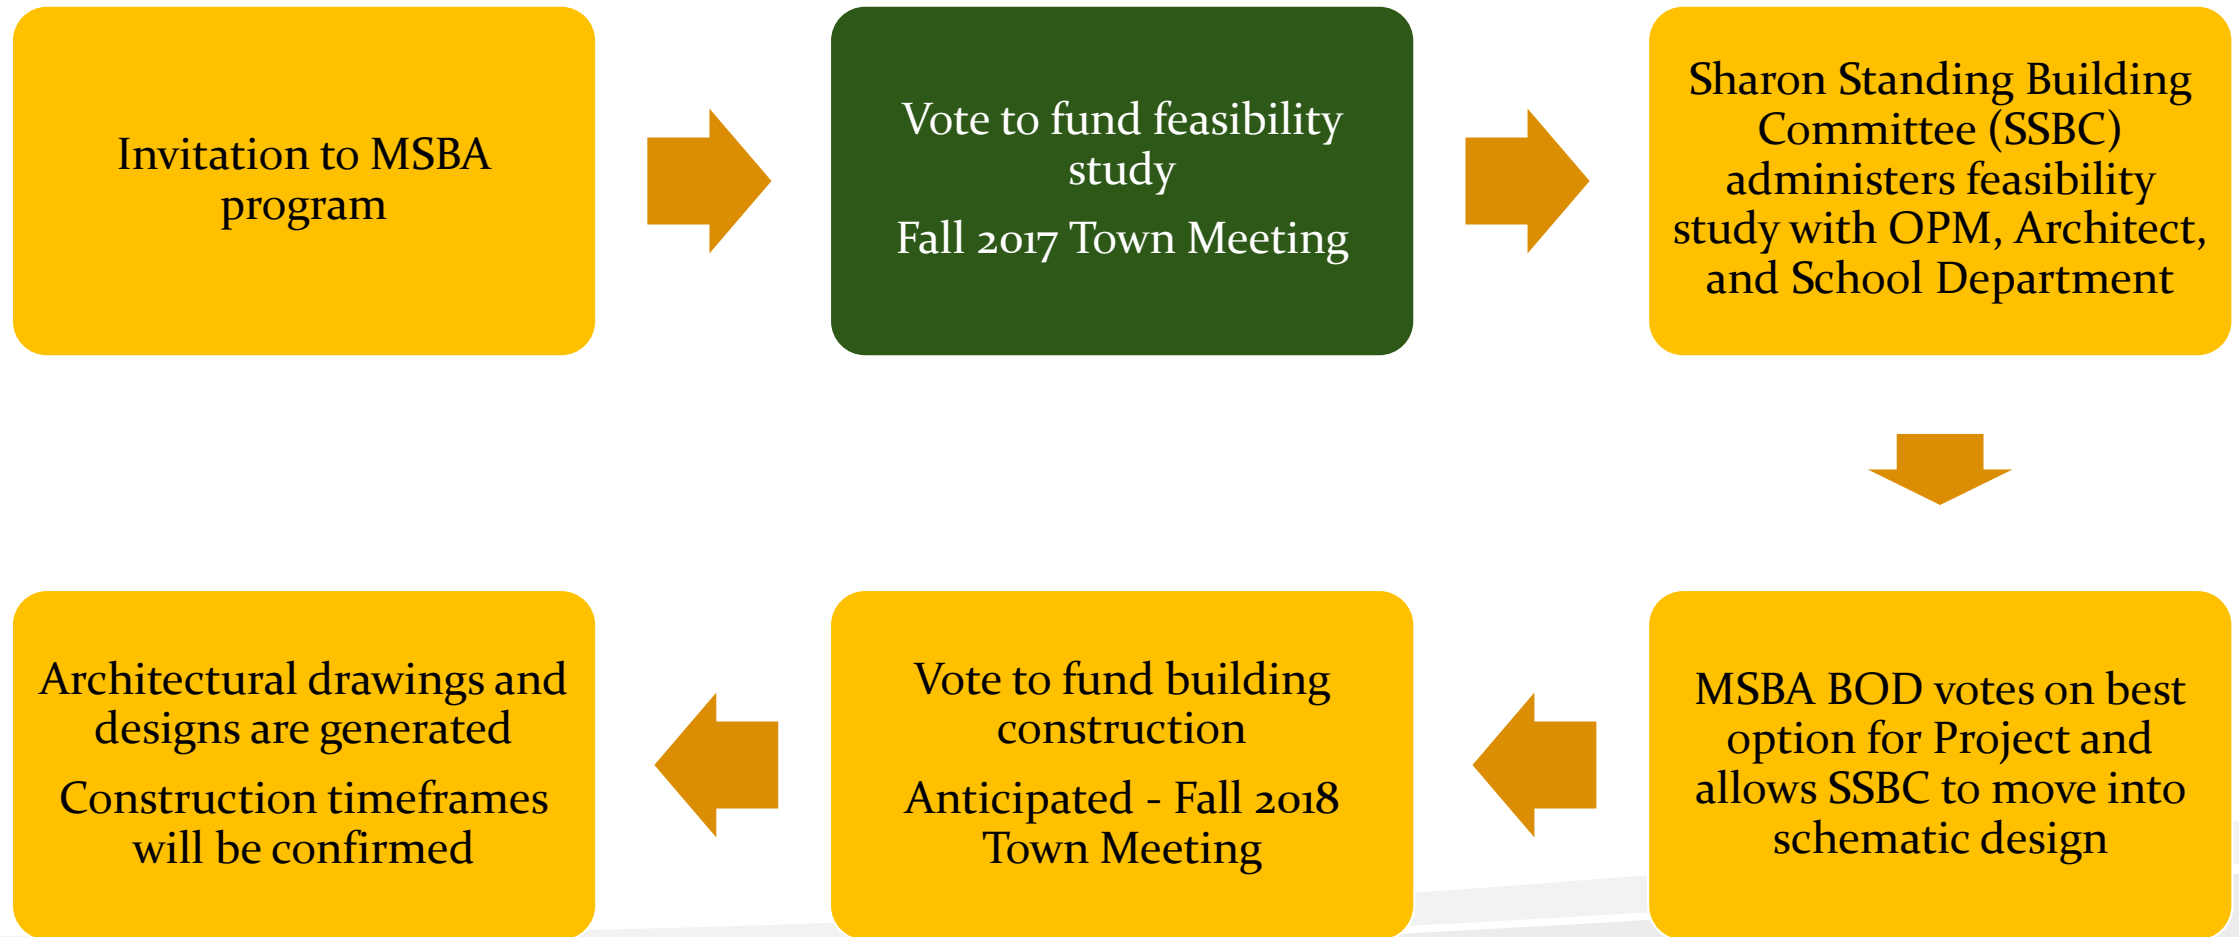 Invitation to MSBA
program
Vote to fund feasibility
study
Fall 2017 Town Meeting
Sharon Standing Building
Committee (SSBC)
administers feasibility
study with OPM, Architect,
and School Department
MSBA BOD votes on best
option for Project and
allows SSBC to move into
schematic design
Vote to fund building
construction
Anticipated - Fall 2018
Town Meeting
Architectural drawings and
designs are generated
Construction timeframes
will be confirmed